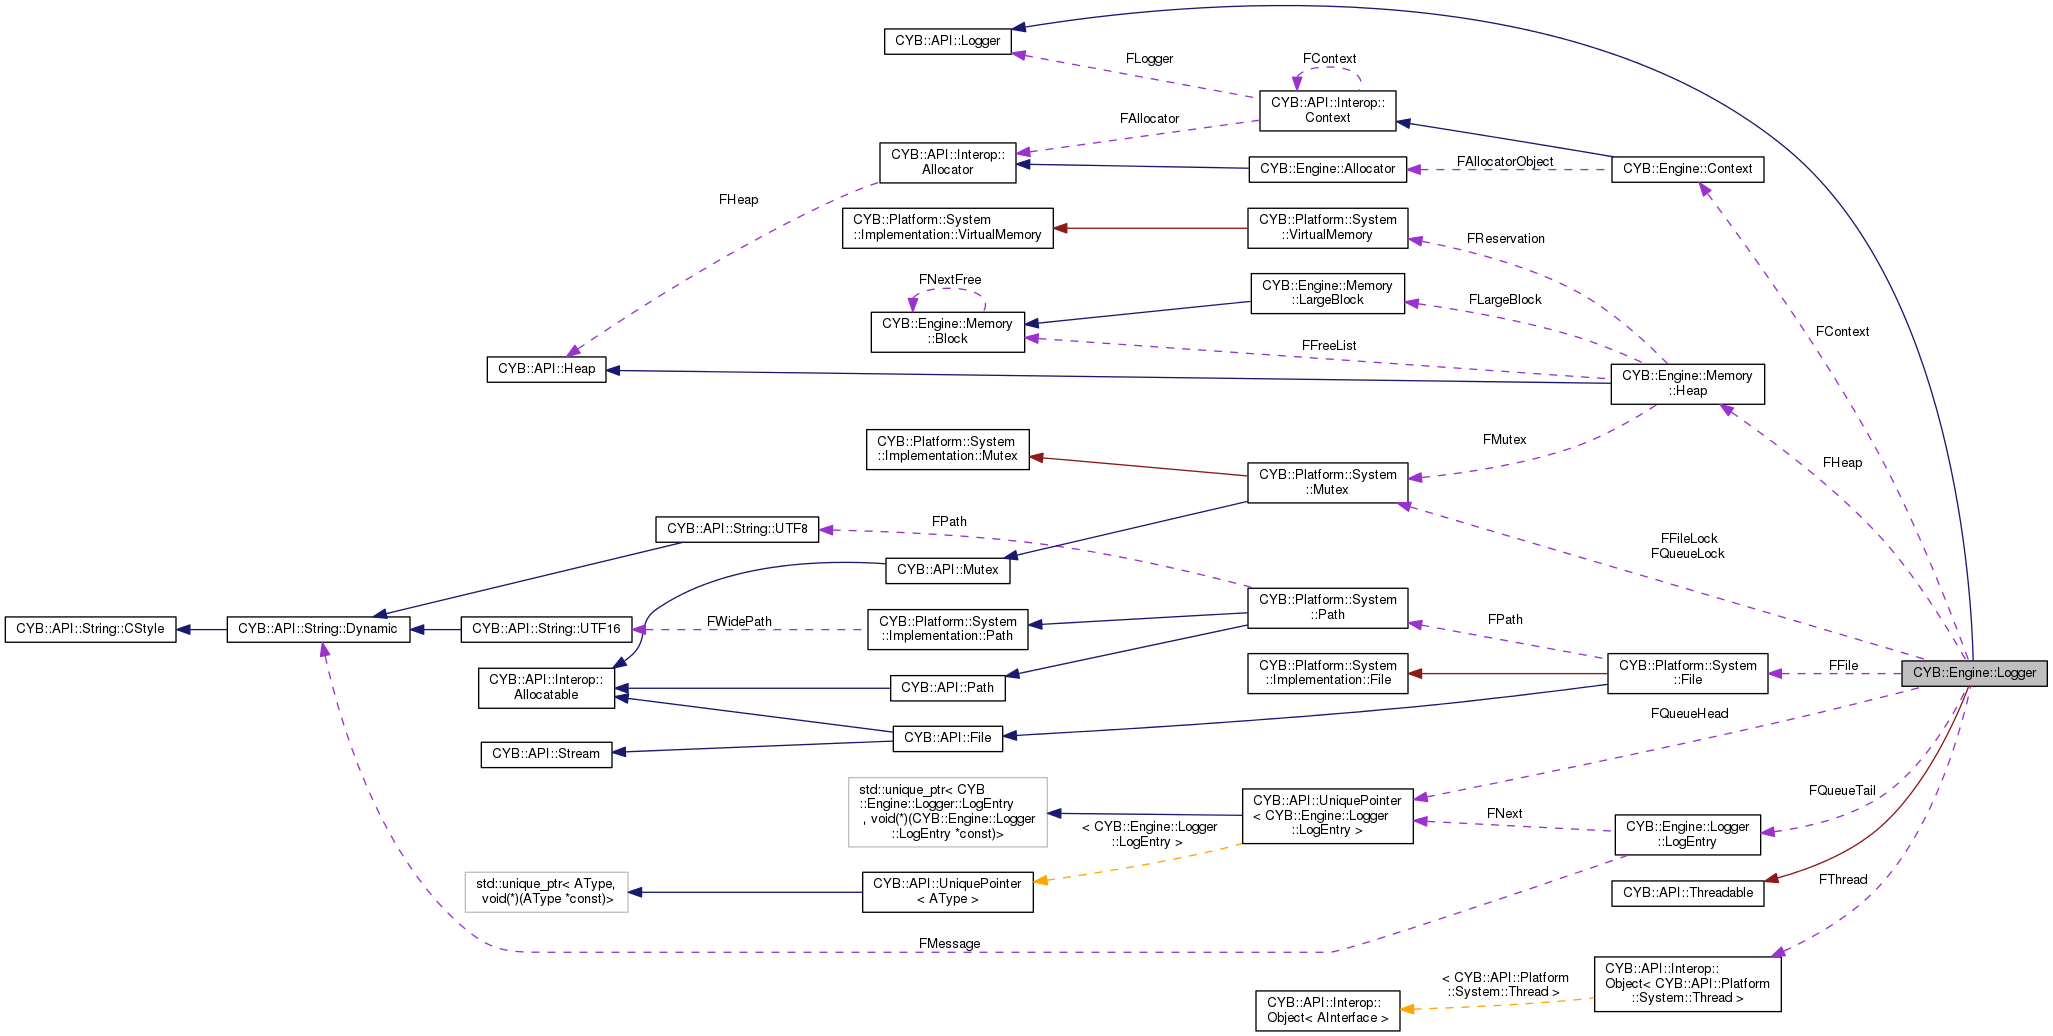 CYB::API::Logger
FLogger
FContext
CYB::API::Interop::
Context
FAllocator
CYB::API::Interop::
Allocator
CYB::Engine::Allocator
FAllocatorObject
CYB::Engine::Context
FHeap
CYB::Platform::System
::Implementation::VirtualMemory
CYB::Platform::System
::VirtualMemory
FReservation
FNextFree
CYB::Engine::Memory
::LargeBlock
FLargeBlock
CYB::Engine::Memory
::Block
FFreeList
FContext
CYB::API::Heap
CYB::Engine::Memory
::Heap
CYB::Platform::System
::Implementation::Mutex
FMutex
CYB::Platform::System
::Mutex
FHeap
CYB::API::String::UTF8
FPath
FFileLock
FQueueLock
CYB::API::Mutex
CYB::Platform::System
::Path
CYB::API::String::CStyle
CYB::API::String::Dynamic
CYB::API::String::UTF16
FWidePath
CYB::Platform::System
::Implementation::Path
FPath
CYB::API::Interop::
Allocatable
CYB::API::Path
CYB::Platform::System
::Implementation::File
CYB::Platform::System
::File
FFile
CYB::Engine::Logger
CYB::API::File
FQueueHead
CYB::API::Stream
std::unique_ptr< CYB
::Engine::Logger::LogEntry
, void(*)(CYB::Engine::Logger
::LogEntry *const)>
< CYB::Engine::Logger
::LogEntry >
CYB::API::UniquePointer
< CYB::Engine::Logger
::LogEntry >
FNext
FQueueTail
CYB::Engine::Logger
::LogEntry
std::unique_ptr< AType,
void(*)(AType *const)>
CYB::API::UniquePointer
< AType >
CYB::API::Threadable
FThread
FMessage
CYB::API::Interop::
Object< CYB::API::Platform
::System::Thread >
< CYB::API::Platform
::System::Thread >
CYB::API::Interop::
Object< AInterface >